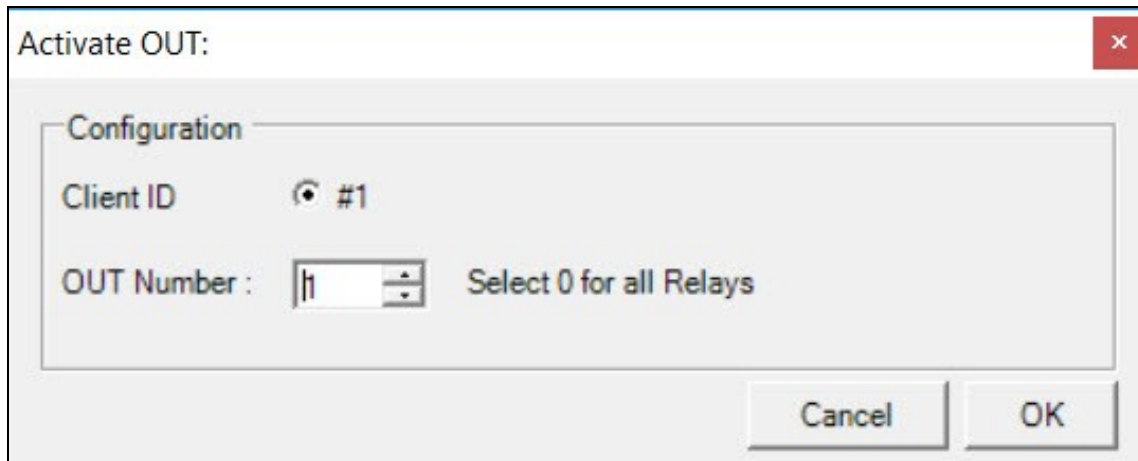 Activate OUT:
Configuration
Client ID #1
OUT Number : 1 Select 0 for all Relays
Cancel OK